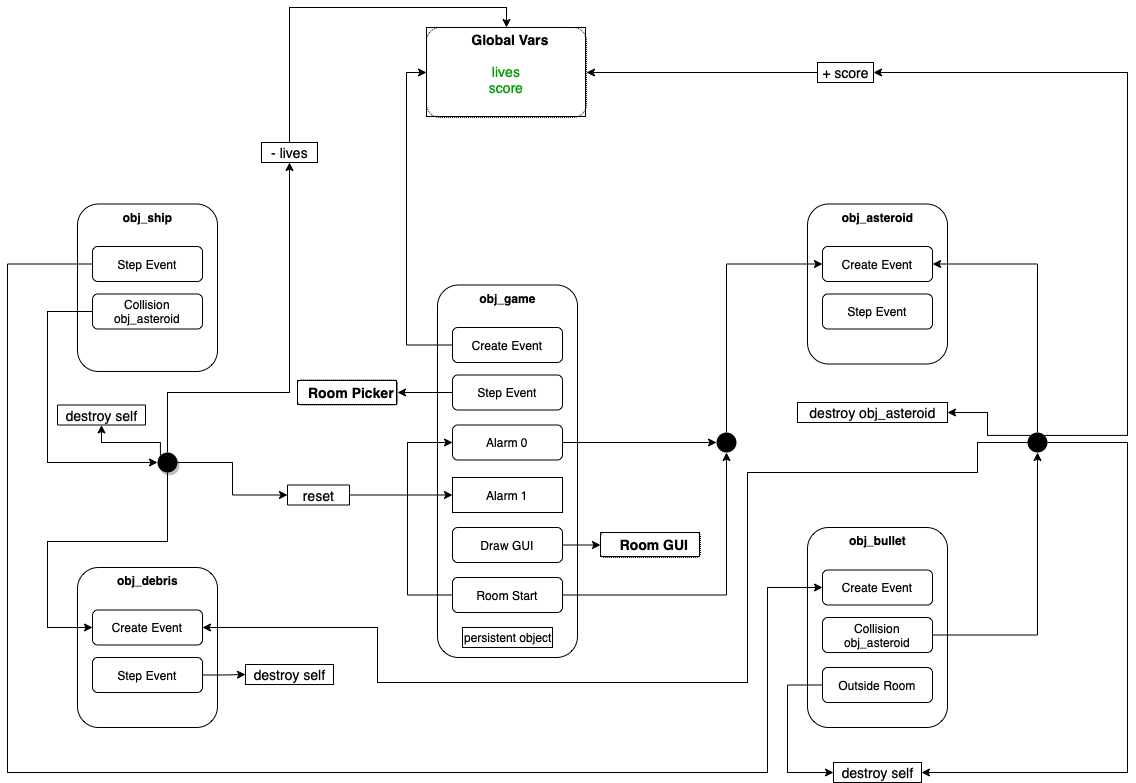 Global Vars
lives
score
+ score
- lives
obj_ship
Step Event
Collision
obj_asteroid
obj_asteroid
Create Event
Step Event
obj_game
Create Event
Step Event
Alarm 0
Alarm 1
Draw GUI
Room Start
persistent object
Room Picker
destroy self
reset
Room GUI
destroy obj_asteroid
obj_debris
Create Event
Step Event
destroy self
obj_bullet
Create Event
Collision
obj_asteroid
Outside Room
destroy self